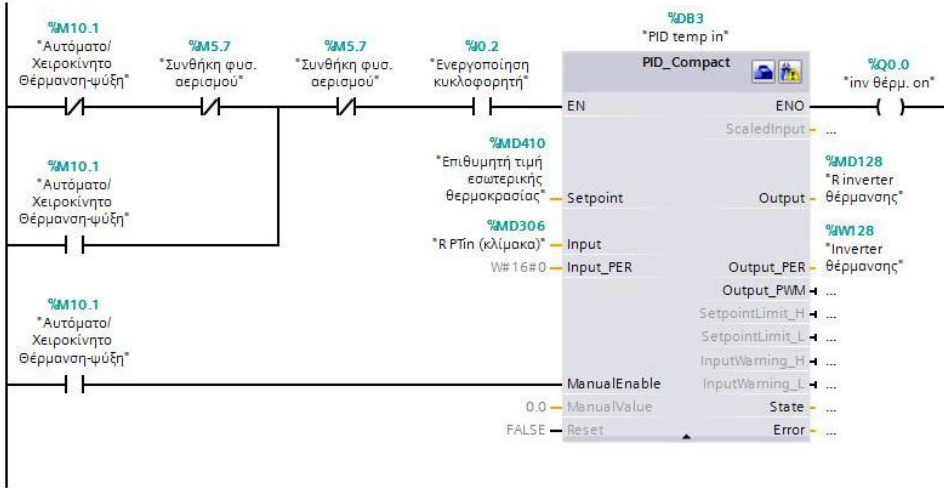 %M10.1
"Αυτόματο/
Χειροκίνητο
Θέρμανση-ψύξη"
%M5.7
"Συνθήκη φυσ.
αερισμού"
%M5.7
"Συνθήκη φυσ.
αερισμού"
%I0.2
"Ενεργοποίηση
κυκλοφορητή"
%DB3
"PID temp in"
PID_Compact
%Q0.0
"inv θέρμ. on"
EN
ENO
ScaledInput
...
%M10.1
"Αυτόματο/
Χειροκίνητο
Θέρμανση-ψύξη"
%MD410
"Επιθυμητή τιμή
εσωτερικής
θερμοκρασίας"
Setpoint
Output
%MD128
"R inverter
θέρμανσης"
%MD306
"R PTin (κλίμακα)"
Input
W#16#0
Input_PER
Output_PER
%IW128
"Inverter
θέρμανσης"
Output_PWM
...
SetpointLimit_H
...
SetpointLimit_L
...
InputWarning_H
...
%M10.1
"Αυτόματο/
Χειροκίνητο
Θέρμανση-ψύξη"
ManualEnable
InputWarning_L
...
0.0
ManualValue
State
...
FALSE
Reset
Error
...